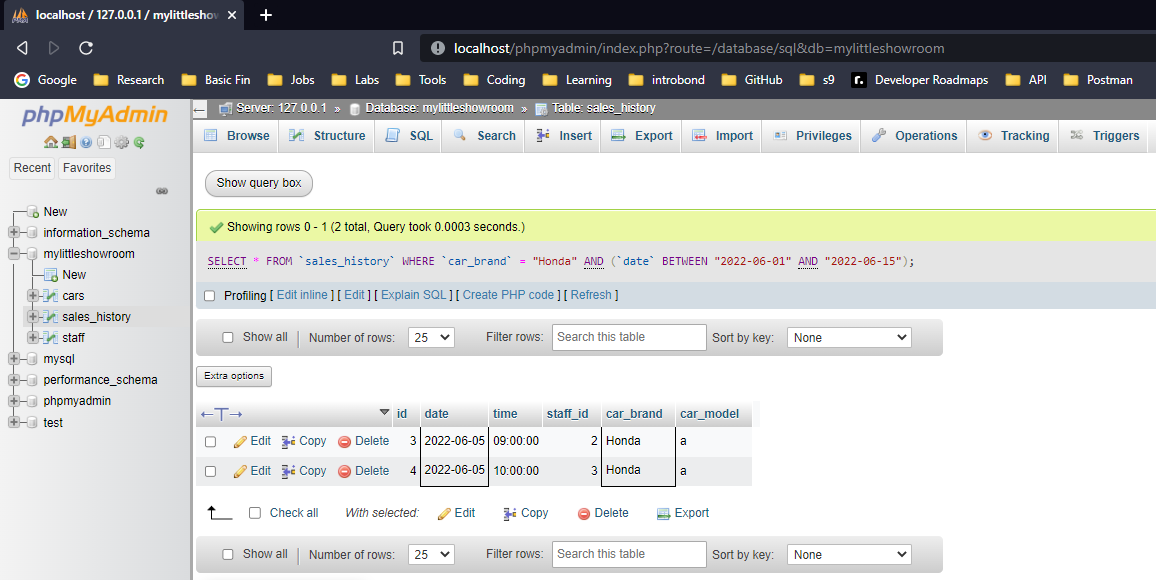 localhost / 127.0.0.1 / mylittlesho
localhost/phpmyadmin/index.php?route=/database/sql&db=mylittleshowroom
Google Research Basic Fin Jobs Labs Tools Coding Learning introbond GitHub s9 r. Developer Roadmaps API Postman
phpMyAdmin
Recent Favorites
New
information_schema
mylittleshowroom
New
cars
sales_history
staff
mysql
performance_schema
phpmyadmin
test
Server: 127.0.0.1 » Database: mylittleshowroom » Table: sales_history
Browse Structure SQL Search Insert Export Import Privileges Operations Tracking Triggers
Show query box
Showing rows 0 - 1 (2 total, Query took 0.0003 seconds.)
SELECT * FROM `sales_history` WHERE `car_brand` = "Honda" AND (`date` BETWEEN "2022-06-01" AND "2022-06-15");
Profiling [ Edit inline ] [ Edit ] [ Explain SQL ] [ Create PHP code ] [ Refresh ]
Show all | Number of rows: 25 Filter rows: Search this table Sort by key: None
Extra options
←T→ id date time staff_id car_brand car_model
Edit Copy Delete 3 2022-06-05 09:00:00 2 Honda a
Edit Copy Delete 4 2022-06-05 10:00:00 3 Honda a
Check all With selected: Edit Copy Delete Export
Show all | Number of rows: 25 Filter rows: Search this table Sort by key: None